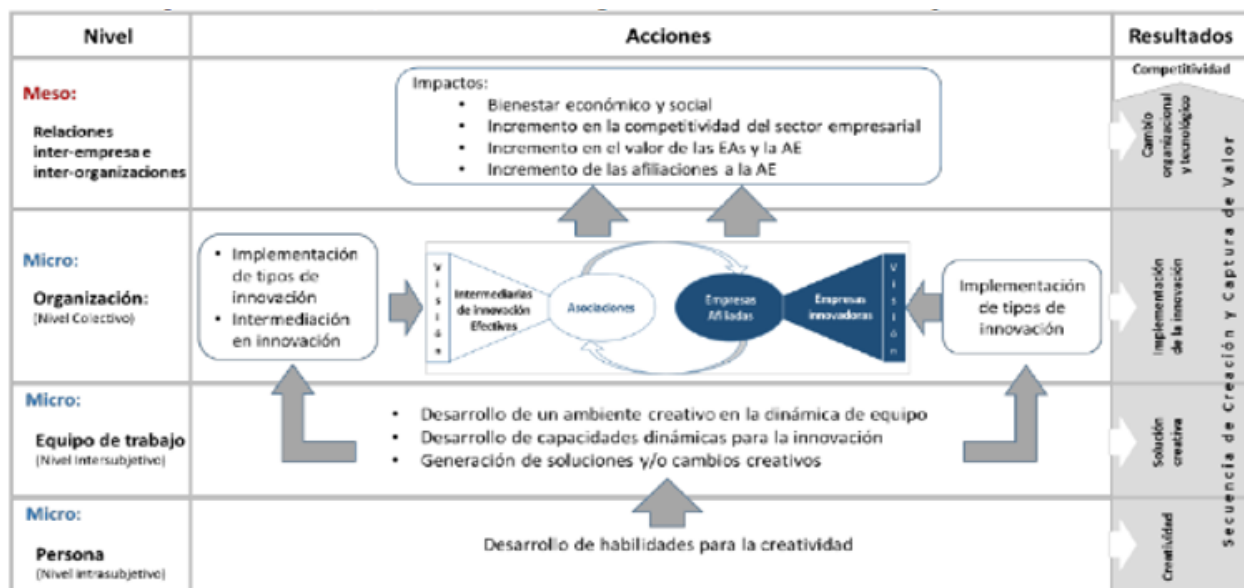 Nivel
Acciones
Resultados
Meso:
Relaciones
inter-empresa e
inter-organizaciones
Impactos:
• Bienestar económico y social
• Incremento en la competitividad del sector empresarial
• Incremento en el valor de las EAs y la AE
• Incremento de las afiliaciones a la AE
Competitividad
Cambio
organizacional
y tecnológico
Micro:
Organización:
(Nivel Colectivo)
• Implementación
de tipos de
innovación
• Intermediación
en innovación
Visión
Intermediarias
de innovación
Efectivas
Asociaciones
Empresas
Afiliadas
Empresas
innovadoras
Visión
Implementación
de tipos de
innovación
Implementación
de la innovación
Micro:
Equipo de trabajo
(Nivel Intersubjetivo)
• Desarrollo de un ambiente creativo en la dinámica de equipo
• Desarrollo de capacidades dinámicas para la innovación
• Generación de soluciones y/o cambios creativos
Solución
creativa
Micro:
Persona
(Nivel intrasubjetivo)
Desarrollo de habilidades para la creatividad
Creatividad
Secuencia de Creación y Captura de Valor